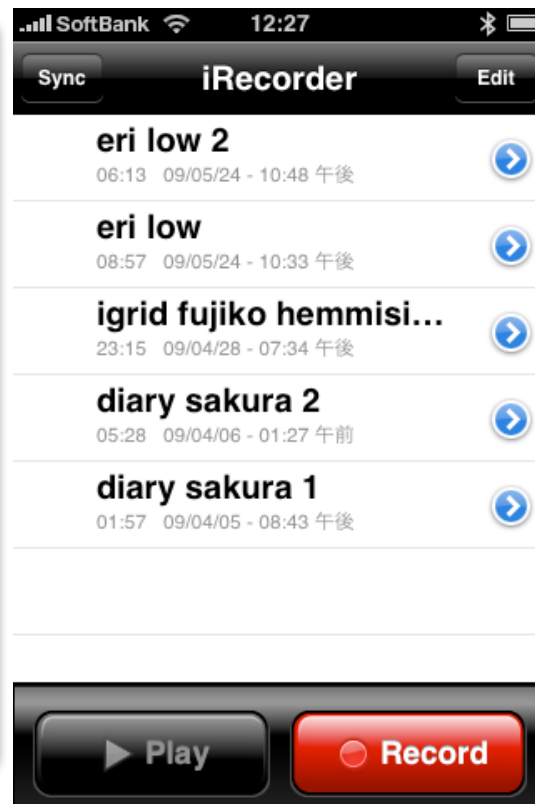 SoftBank 12:27
Sync iRecorder Edit
eri low 2
06:13 09/05/24 - 10:48 午後
eri low
08:57 09/05/24 - 10:33 午後
igrid fujiko hemmisi...
23:15 09/04/28 - 07:34 午後
diary sakura 2
05:28 09/04/06 - 01:27 午前
diary sakura 1
01:57 09/04/05 - 08:43 午後
Play Record